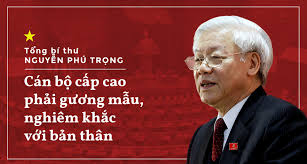 Tổng bí thư
NGUYỄN PHÚ TRỌNG
Cán bộ cấp cao
phải gương mẫu,
nghiêm khắc
với bản thân